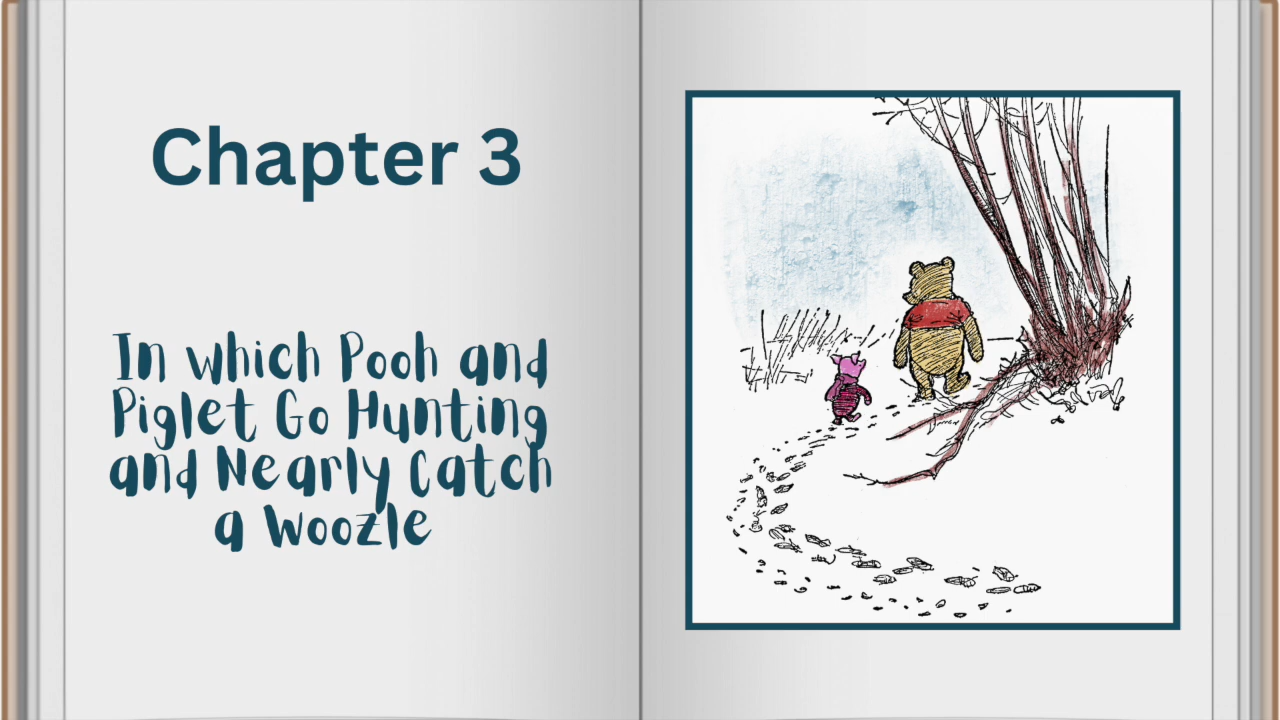 Chapter 3
In which Pooh and
Piglet Go Hunting
and Nearly Catch
a Woozle